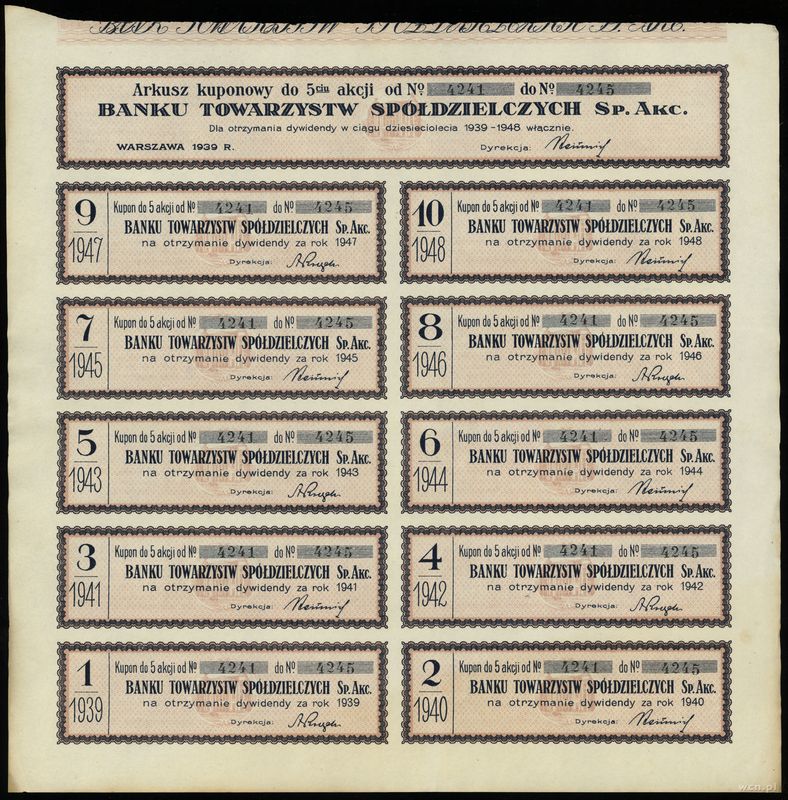 BANK TOWARZYSTW SPÓŁDZIELCZYCH SP. AKC.
Arkusz kuponowy do 5ciu akcji od № 4241 do № 4245
BANKU TOWARZYSTW SPÓŁDZIELCZYCH SP. AKC.
Dla otrzymania dywidendy w ciągu dziesieciolecia 1939-1948 włącznie.
WARSZAWA 1939 R. Dyrekcja:
9
1947
Kupon do 5 akcji od № 4241 do № 4245
BANKU TOWARZYSTW SPÓŁDZIELCZYCH SP. AKC.
na otrzymanie dywidendy za rok 1947
Dyrekcja:
10
1948
Kupon do 5 akcji od № 4241 do № 4245
BANKU TOWARZYSTW SPÓŁDZIELCZYCH SP. AKC.
na otrzymanie dywidendy za rok 1948
Dyrekcja:
7
1945
Kupon do 5 akcji od № 4241 do № 4245
BANKU TOWARZYSTW SPÓŁDZIELCZYCH SP. AKC.
na otrzymanie dywidendy za rok 1945
Dyrekcja:
8
1946
Kupon do 5 akcji od № 4241 do № 4245
BANKU TOWARZYSTW SPÓŁDZIELCZYCH SP. AKC.
na otrzymanie dywidendy za rok 1946
Dyrekcja:
5
1943
Kupon do 5 akcji od № 4241 do № 4245
BANKU TOWARZYSTW SPÓŁDZIELCZYCH SP. AKC.
na otrzymanie dywidendy za rok 1943
Dyrekcja:
6
1944
Kupon do 5 akcji od № 4241 do № 4245
BANKU TOWARZYSTW SPÓŁDZIELCZYCH SP. AKC.
na otrzymanie dywidendy za rok 1944
Dyrekcja:
3
1941
Kupon do 5 akcji od № 4241 do № 4245
BANKU TOWARZYSTW SPÓŁDZIELCZYCH SP. AKC.
na otrzymanie dywidendy za rok 1941
Dyrekcja:
4
1942
Kupon do 5 akcji od № 4241 do № 4245
BANKU TOWARZYSTW SPÓŁDZIELCZYCH SP. AKC.
na otrzymanie dywidendy za rok 1942
Dyrekcja:
1
1939
Kupon do 5 akcji od № 4241 do № 4245
BANKU TOWARZYSTW SPÓŁDZIELCZYCH SP. AKC.
na otrzymanie dywidendy za rok 1939
Dyrekcja:
2
1940
Kupon do 5 akcji od № 4241 do № 4245
BANKU TOWARZYSTW SPÓŁDZIELCZYCH SP. AKC.
na otrzymanie dywidendy za rok 1940
Dyrekcja:
wcn.pl